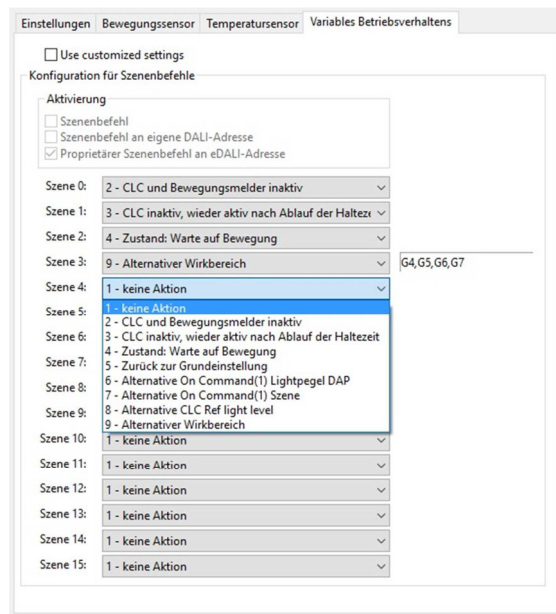 Einstellungen Bewegungssensor Temperatursensor Variables Betriebsverhaltens
Use customized settings
Konfiguration für Szenenbefehle
Aktivierung
Szenenbefehl
Szenenbefehl an eigene DALI-Adresse
Proprietärer Szenenbefehl an eDALI-Adresse
Szene 0: 2 - CLC und Bewegungsmelder inaktiv
Szene 1: 3 - CLC inaktiv, wieder aktiv nach Ablauf der Halteze
Szene 2: 4 - Zustand: Warte auf Bewegung
Szene 3: 9 - Alternativer Wirkbereich G4,G5,G6,G7
Szene 4: 1 - keine Aktion
Szene 5: 1 - keine Aktion
2 - CLC und Bewegungsmelder inaktiv
Szene 6: 3 - CLC inaktiv, wieder aktiv nach Ablauf der Haltezeit
4 - Zustand: Warte auf Bewegung
Szene 7: 5 - Zurück zur Grundeinstellung
6 - Alternative On Command(1) Lightpegel DAP
Szene 8: 7 - Alternative On Command(1) Szene
8 - Alternative CLC Ref light level
Szene 9: 9 - Alternativer Wirkbereich
Szene 10: 1 - keine Aktion
Szene 11: 1 - keine Aktion
Szene 12: 1 - keine Aktion
Szene 13: 1 - keine Aktion
Szene 14: 1 - keine Aktion
Szene 15: 1 - keine Aktion